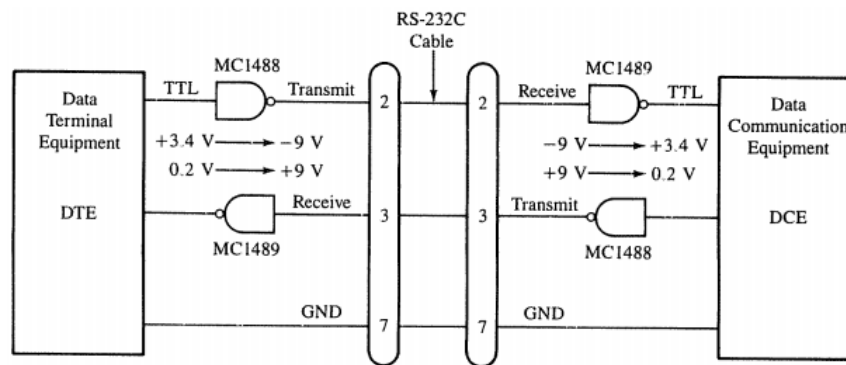 RS-232C
Cable
MC1488
MC1489
TTL
Transmit
Receive
TTL
2
2
Data
Terminal
Equipment
Data
Communication
Equipment
+3.4 V
-9 V
-9 V
+3.4 V
0.2 V
+9 V
+9 V
0.2 V
DTE
Receive
3
3
Transmit
DCE
MC1489
MC1488
GND
7
7
GND